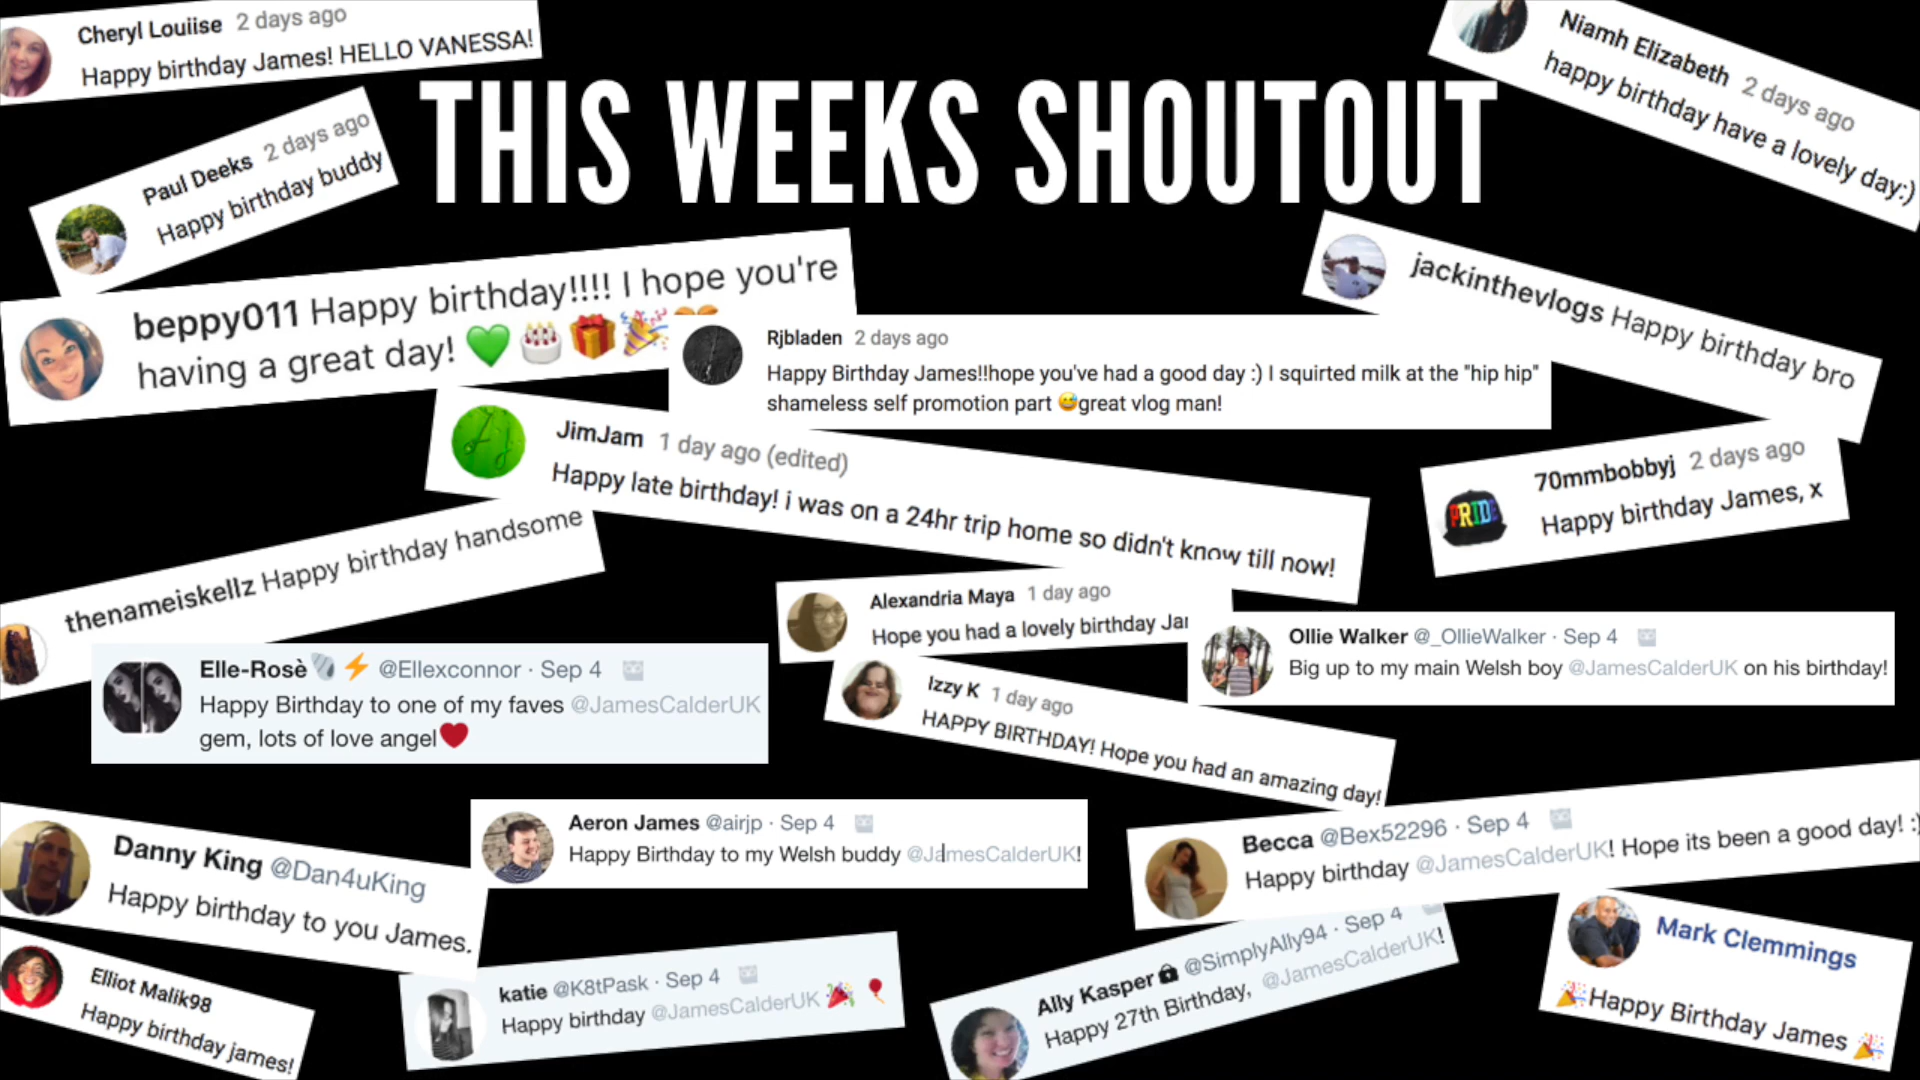 Cheryl Louiise 2 days ago
Happy birthday James! HELLO VANESSA!
THIS WEEKS SHOUTOUT
Niamh Elizabeth 2 days ago
happy birthday have a lovely day:)
Paul Deeks 2 days ago
Happy birthday buddy
beppy011 Happy birthday!!!! I hope you're
having a great day! 💚🎂🎁🎉
jackinthevlogs Happy birthday bro
Rjbladen 2 days ago
Happy Birthday James!!hope you've had a good day :) I squirted milk at the "hip hip"
shameless self promotion part 😅great vlog man!
JimJam 1 day ago (edited)
Happy late birthday! i was on a 24hr trip home so didn't know till now!
70mmbobbyj 2 days ago
Happy birthday James, x
PRIDE
thenameiskellz Happy birthday handsome
Alexandria Maya 1 day ago
Hope you had a lovely birthday Jar
Ollie Walker @_OllieWalker · Sep 4
Big up to my main Welsh boy @JamesCalderUK on his birthday!
Elle-Rosè ⚡ @Ellexconnor · Sep 4
Happy Birthday to one of my faves @JamesCalderUK
gem, lots of love angel❤
Izzy K 1 day ago
HAPPY BIRTHDAY! Hope you had an amazing day!
Aeron James @airjp · Sep 4
Happy Birthday to my Welsh buddy @JamesCalderUK!
Becca @Bex52296 · Sep 4
Happy birthday @JamesCalderUK! Hope its been a good day! :)
Danny King @Dan4uKing
Happy birthday to you James.
Elliot Malik98
Happy birthday james!
katie @K8tPask · Sep 4
Happy birthday @JamesCalderUK 🎉🎈
Ally Kasper @SimplyAlly94 · Sep 4
Happy 27th Birthday, @JamesCalderUK!
Mark Clemmings
🎉Happy Birthday James 🎉